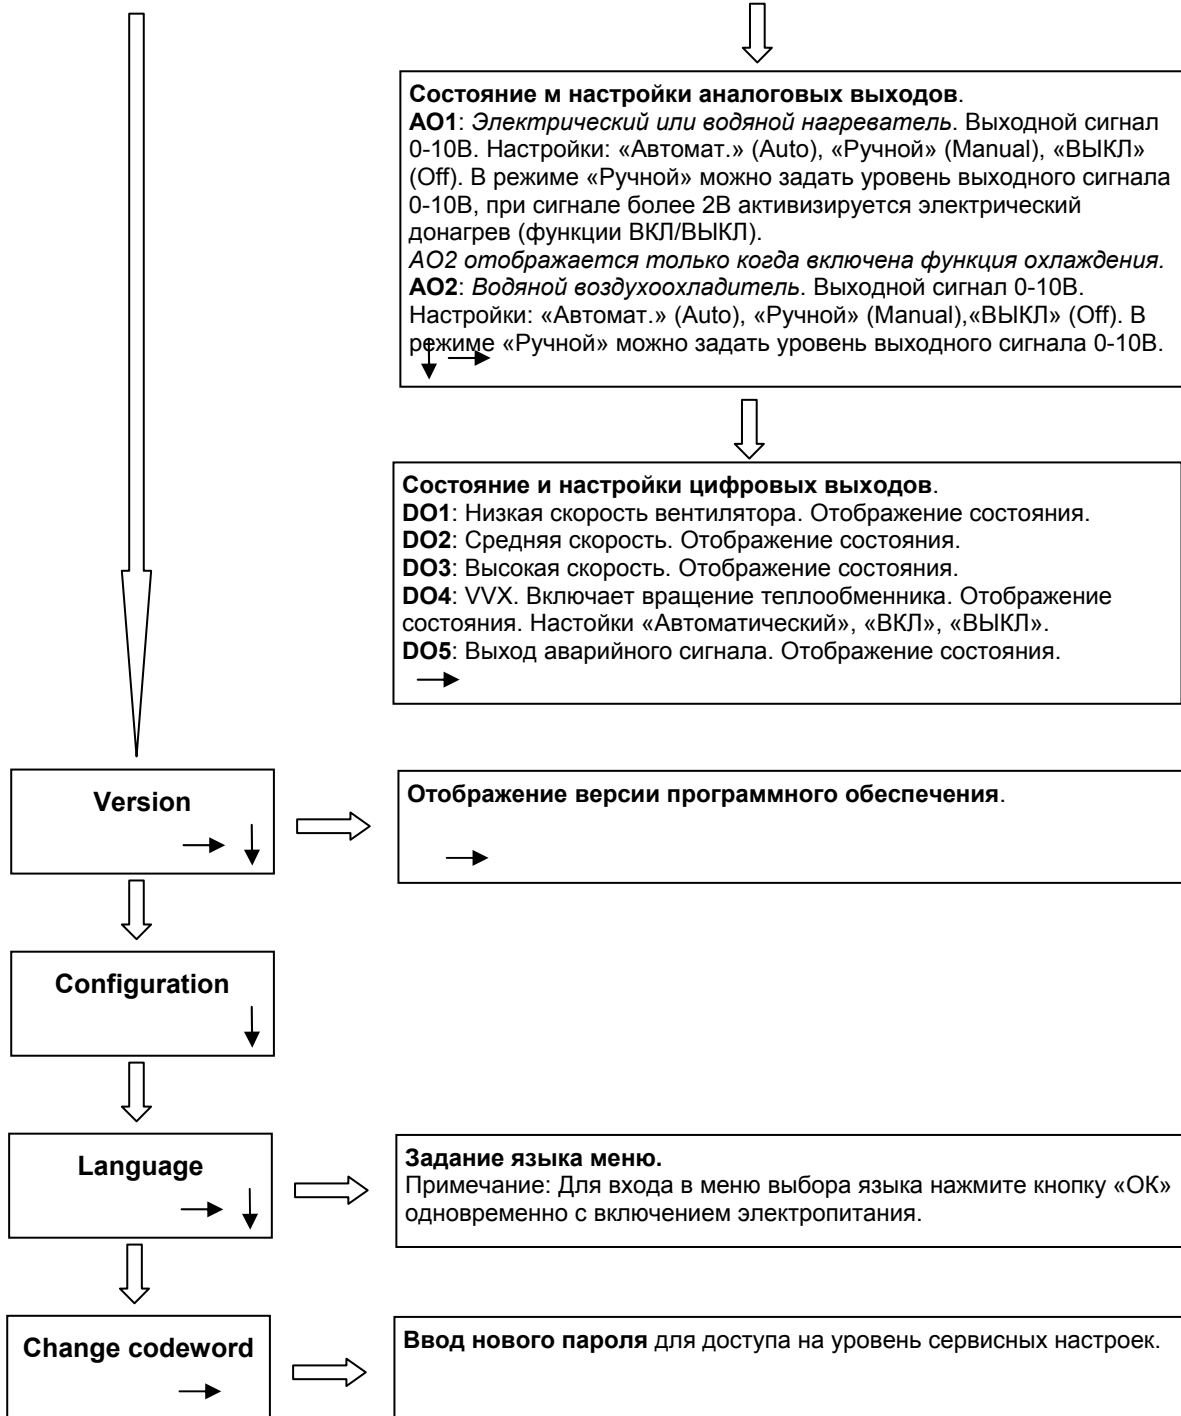 Состояние м настройки аналоговых выходов.
AO1: Электрический или водяной нагреватель. Выходной сигнал
0-10В. Настройки: «Автомат.» (Auto), «Ручной» (Manual), «ВЫКЛ»
(Off). В режиме «Ручной» можно задать уровень выходного сигнала
0-10В, при сигнале более 2В активизируется электрический
донагрев (функции ВКЛ/ВЫКЛ).
AO2 отображается только когда включена функция охлаждения.
AO2: Водяной воздухоохладитель. Выходной сигнал 0-10В.
Настройки: «Автомат.» (Auto), «Ручной» (Manual),«ВЫКЛ» (Off). В
режиме «Ручной» можно задать уровень выходного сигнала 0-10В.
Состояние и настройки цифровых выходов.
DO1: Низкая скорость вентилятора. Отображение состояния.
DO2: Средняя скорость. Отображение состояния.
DO3: Высокая скорость. Отображение состояния.
DO4: VVX. Включает вращение теплообменника. Отображение
состояния. Настойки «Автоматический», «ВКЛ», «ВЫКЛ».
DO5: Выход аварийного сигнала. Отображение состояния.
Version
Отображение версии программного обеспечения.
Configuration
Language
Задание языка меню.
Примечание: Для входа в меню выбора языка нажмите кнопку «ОК»
одновременно с включением электропитания.
Change codeword
Ввод нового пароля для доступа на уровень сервисных настроек.